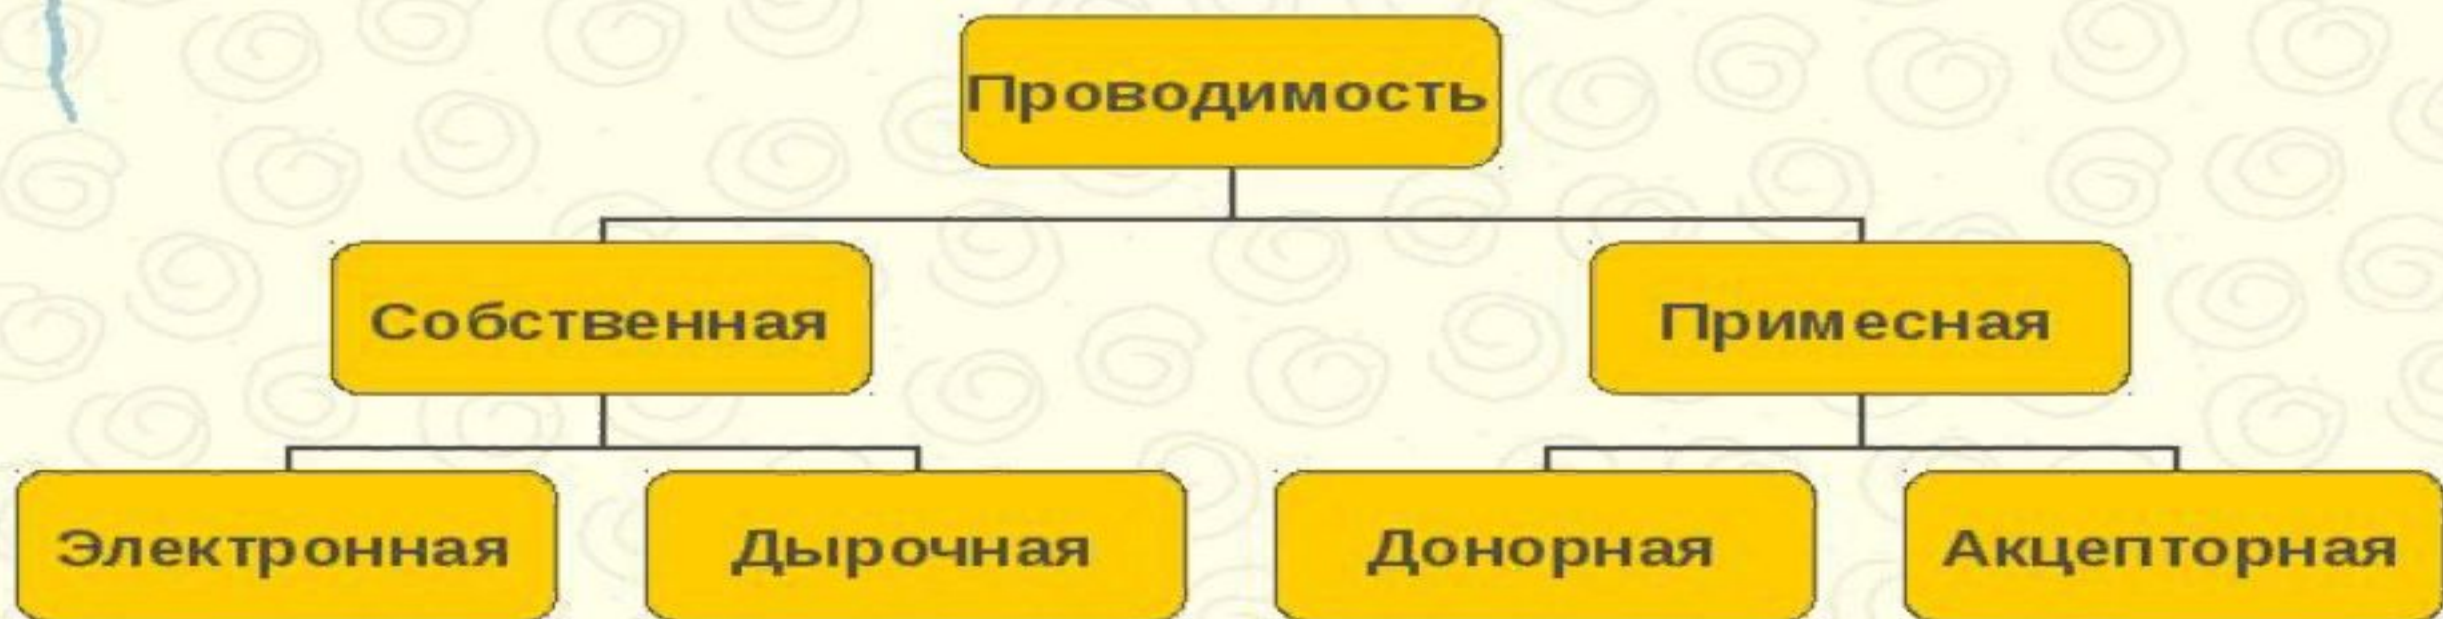 Проводимость
Собственная
Примесная
Электронная
Дырочная
Донорная
Акцепторная